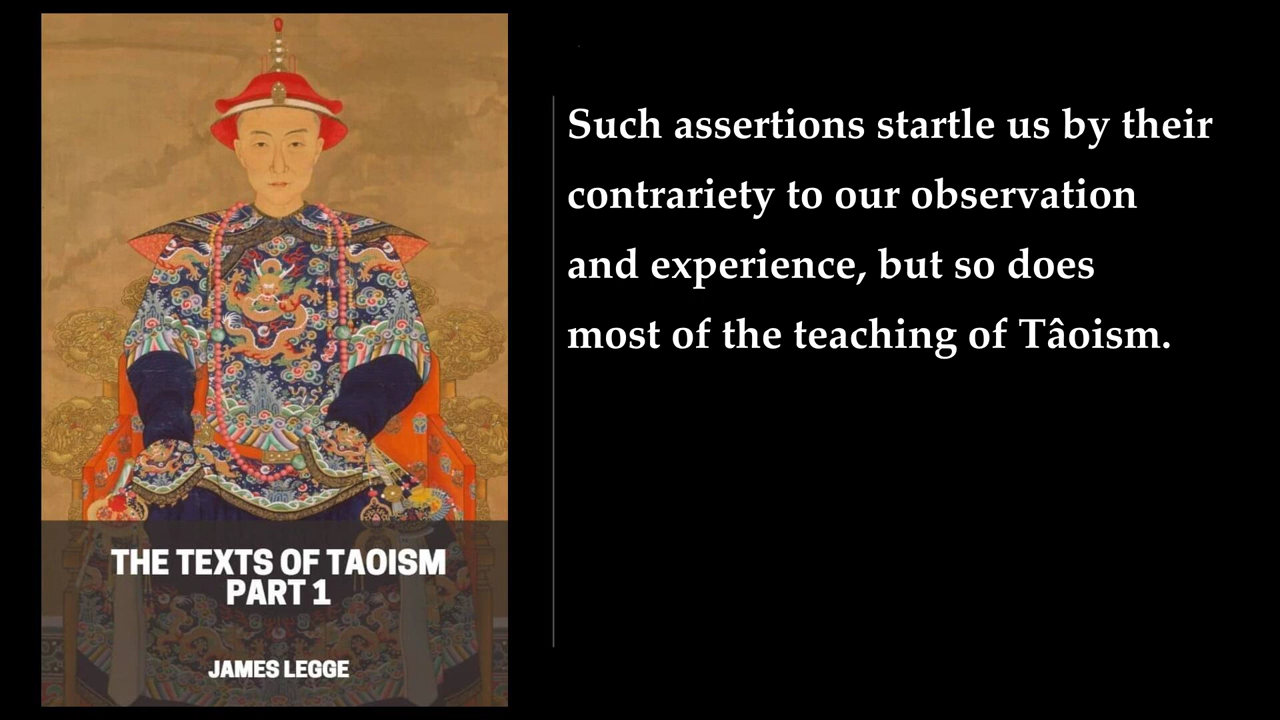 THE TEXTS OF TAOISM
PART 1
JAMES LEGGE
Such assertions startle us by their
contrariety to our observation
and experience, but so does
most of the teaching of Tâoism.